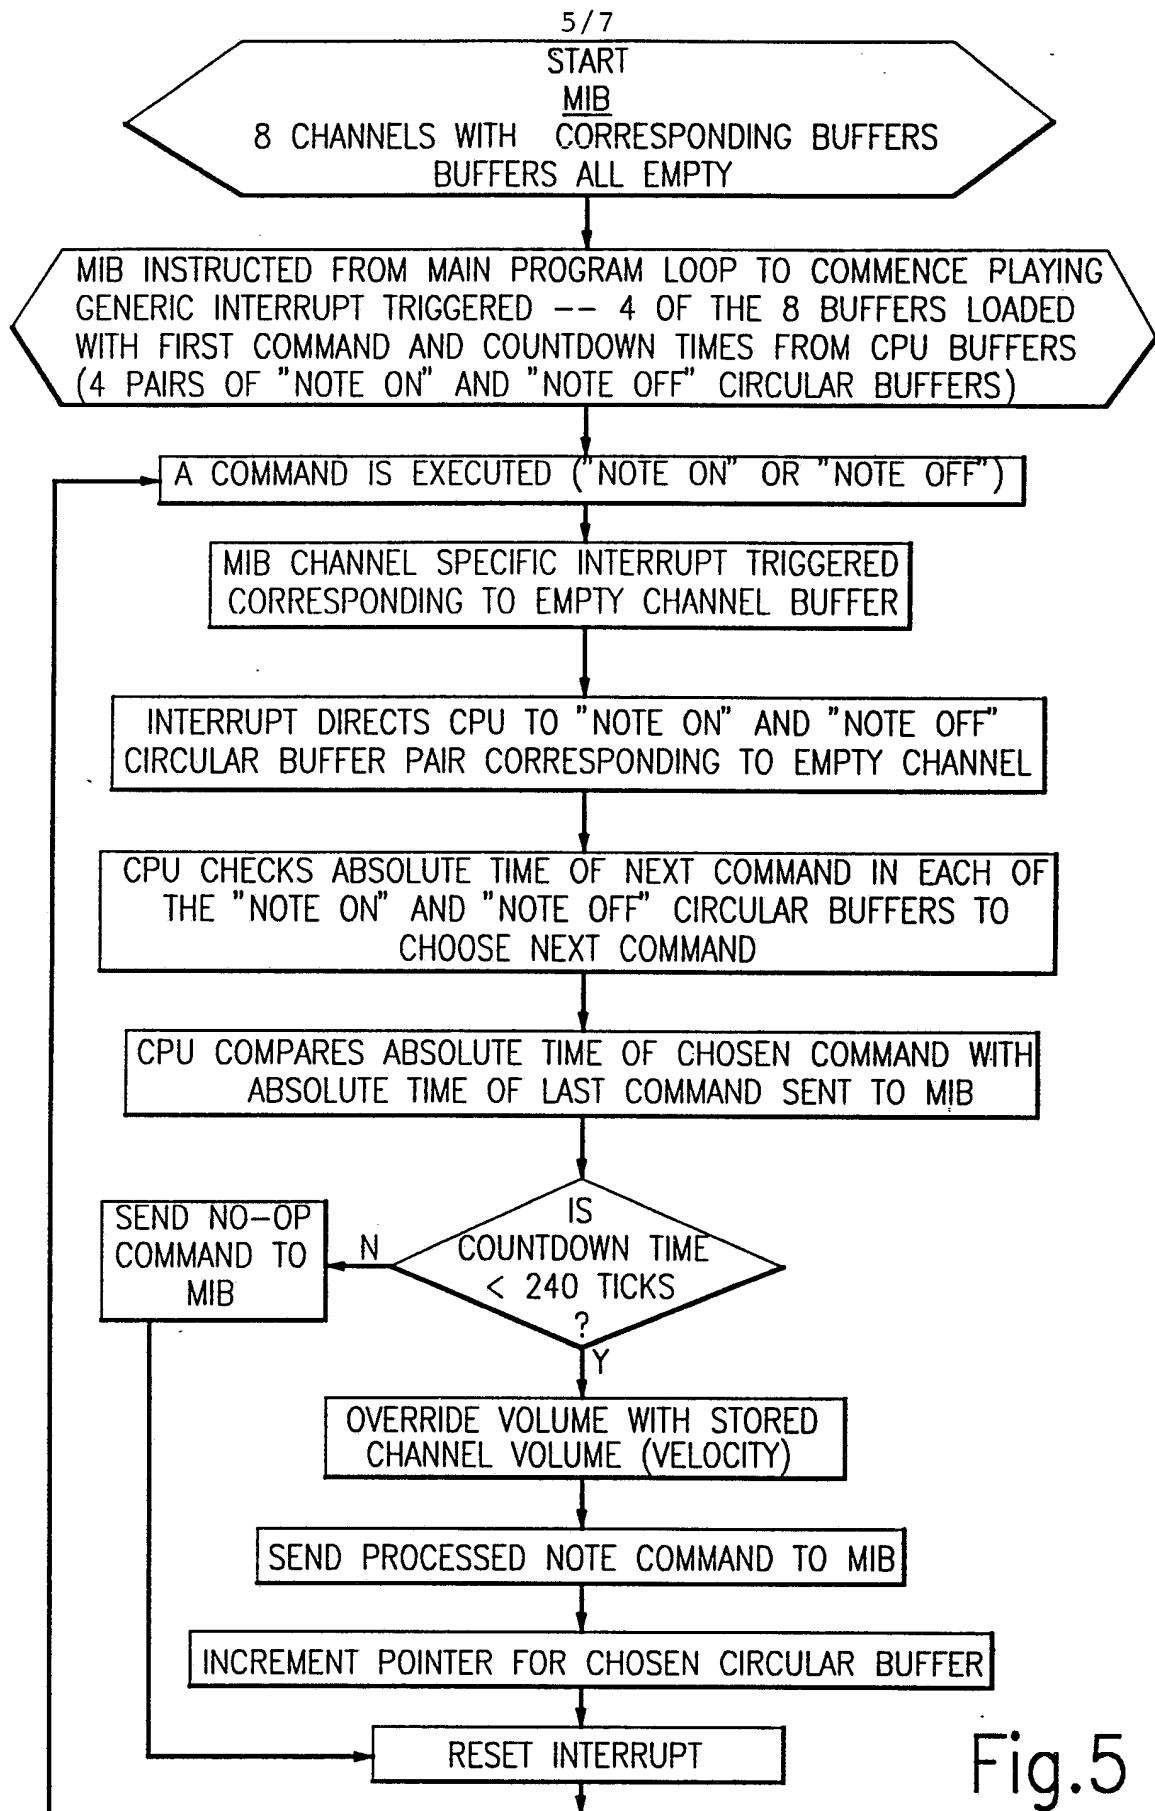 5/7
START
MIB
8 CHANNELS WITH CORRESPONDING BUFFERS
BUFFERS ALL EMPTY
MIB INSTRUCTED FROM MAIN PROGRAM LOOP TO COMMENCE PLAYING
GENERIC INTERRUPT TRIGGERED -- 4 OF THE 8 BUFFERS LOADED
WITH FIRST COMMAND AND COUNTDOWN TIMES FROM CPU BUFFERS
(4 PAIRS OF "NOTE ON" AND "NOTE OFF" CIRCULAR BUFFERS)
A COMMAND IS EXECUTED ("NOTE ON" OR "NOTE OFF")
MIB CHANNEL SPECIFIC INTERRUPT TRIGGERED
CORRESPONDING TO EMPTY CHANNEL BUFFER
INTERRUPT DIRECTS CPU TO "NOTE ON" AND "NOTE OFF"
CIRCULAR BUFFER PAIR CORRESPONDING TO EMPTY CHANNEL
CPU CHECKS ABSOLUTE TIME OF NEXT COMMAND IN EACH OF
THE "NOTE ON" AND "NOTE OFF" CIRCULAR BUFFERS TO
CHOOSE NEXT COMMAND
CPU COMPARES ABSOLUTE TIME OF CHOSEN COMMAND WITH
ABSOLUTE TIME OF LAST COMMAND SENT TO MIB
IS
COUNTDOWN TIME
< 240 TICKS
?
N
SEND NO-OP
COMMAND TO
MIB
Y
OVERRIDE VOLUME WITH STORED
CHANNEL VOLUME (VELOCITY)
SEND PROCESSED NOTE COMMAND TO MIB
INCREMENT POINTER FOR CHOSEN CIRCULAR BUFFER
RESET INTERRUPT
Fig.5